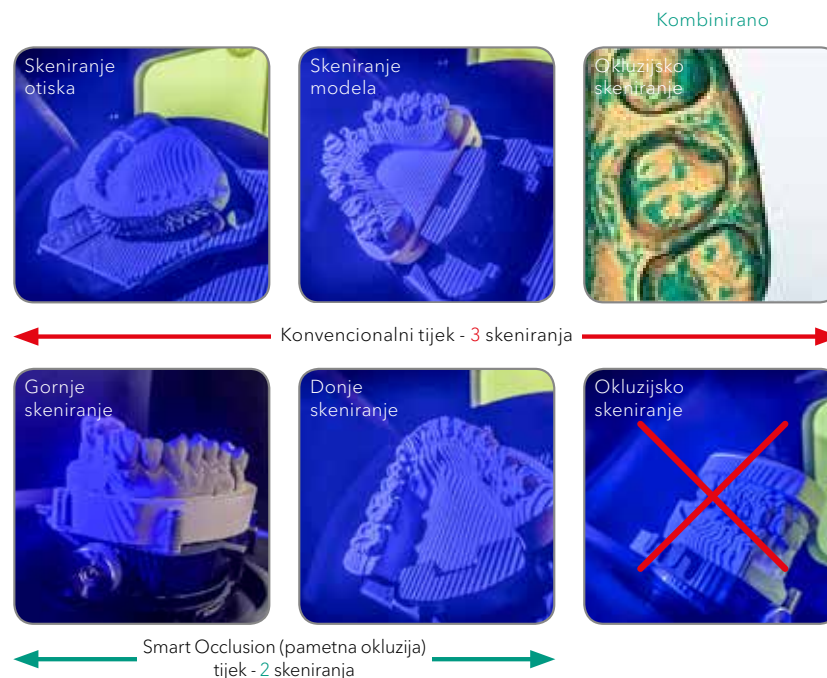 Kombinirano
Skeniranje
otiska
Skeniranje
modela
Okluzijsko
skeniranje
Konvencionalni tijek - 3 skeniranja
Gornje
skeniranje
Donje
skeniranje
Okluzijsko
skeniranje
Smart Occlusion (pametna okluzija)
tijek - 2 skeniranja